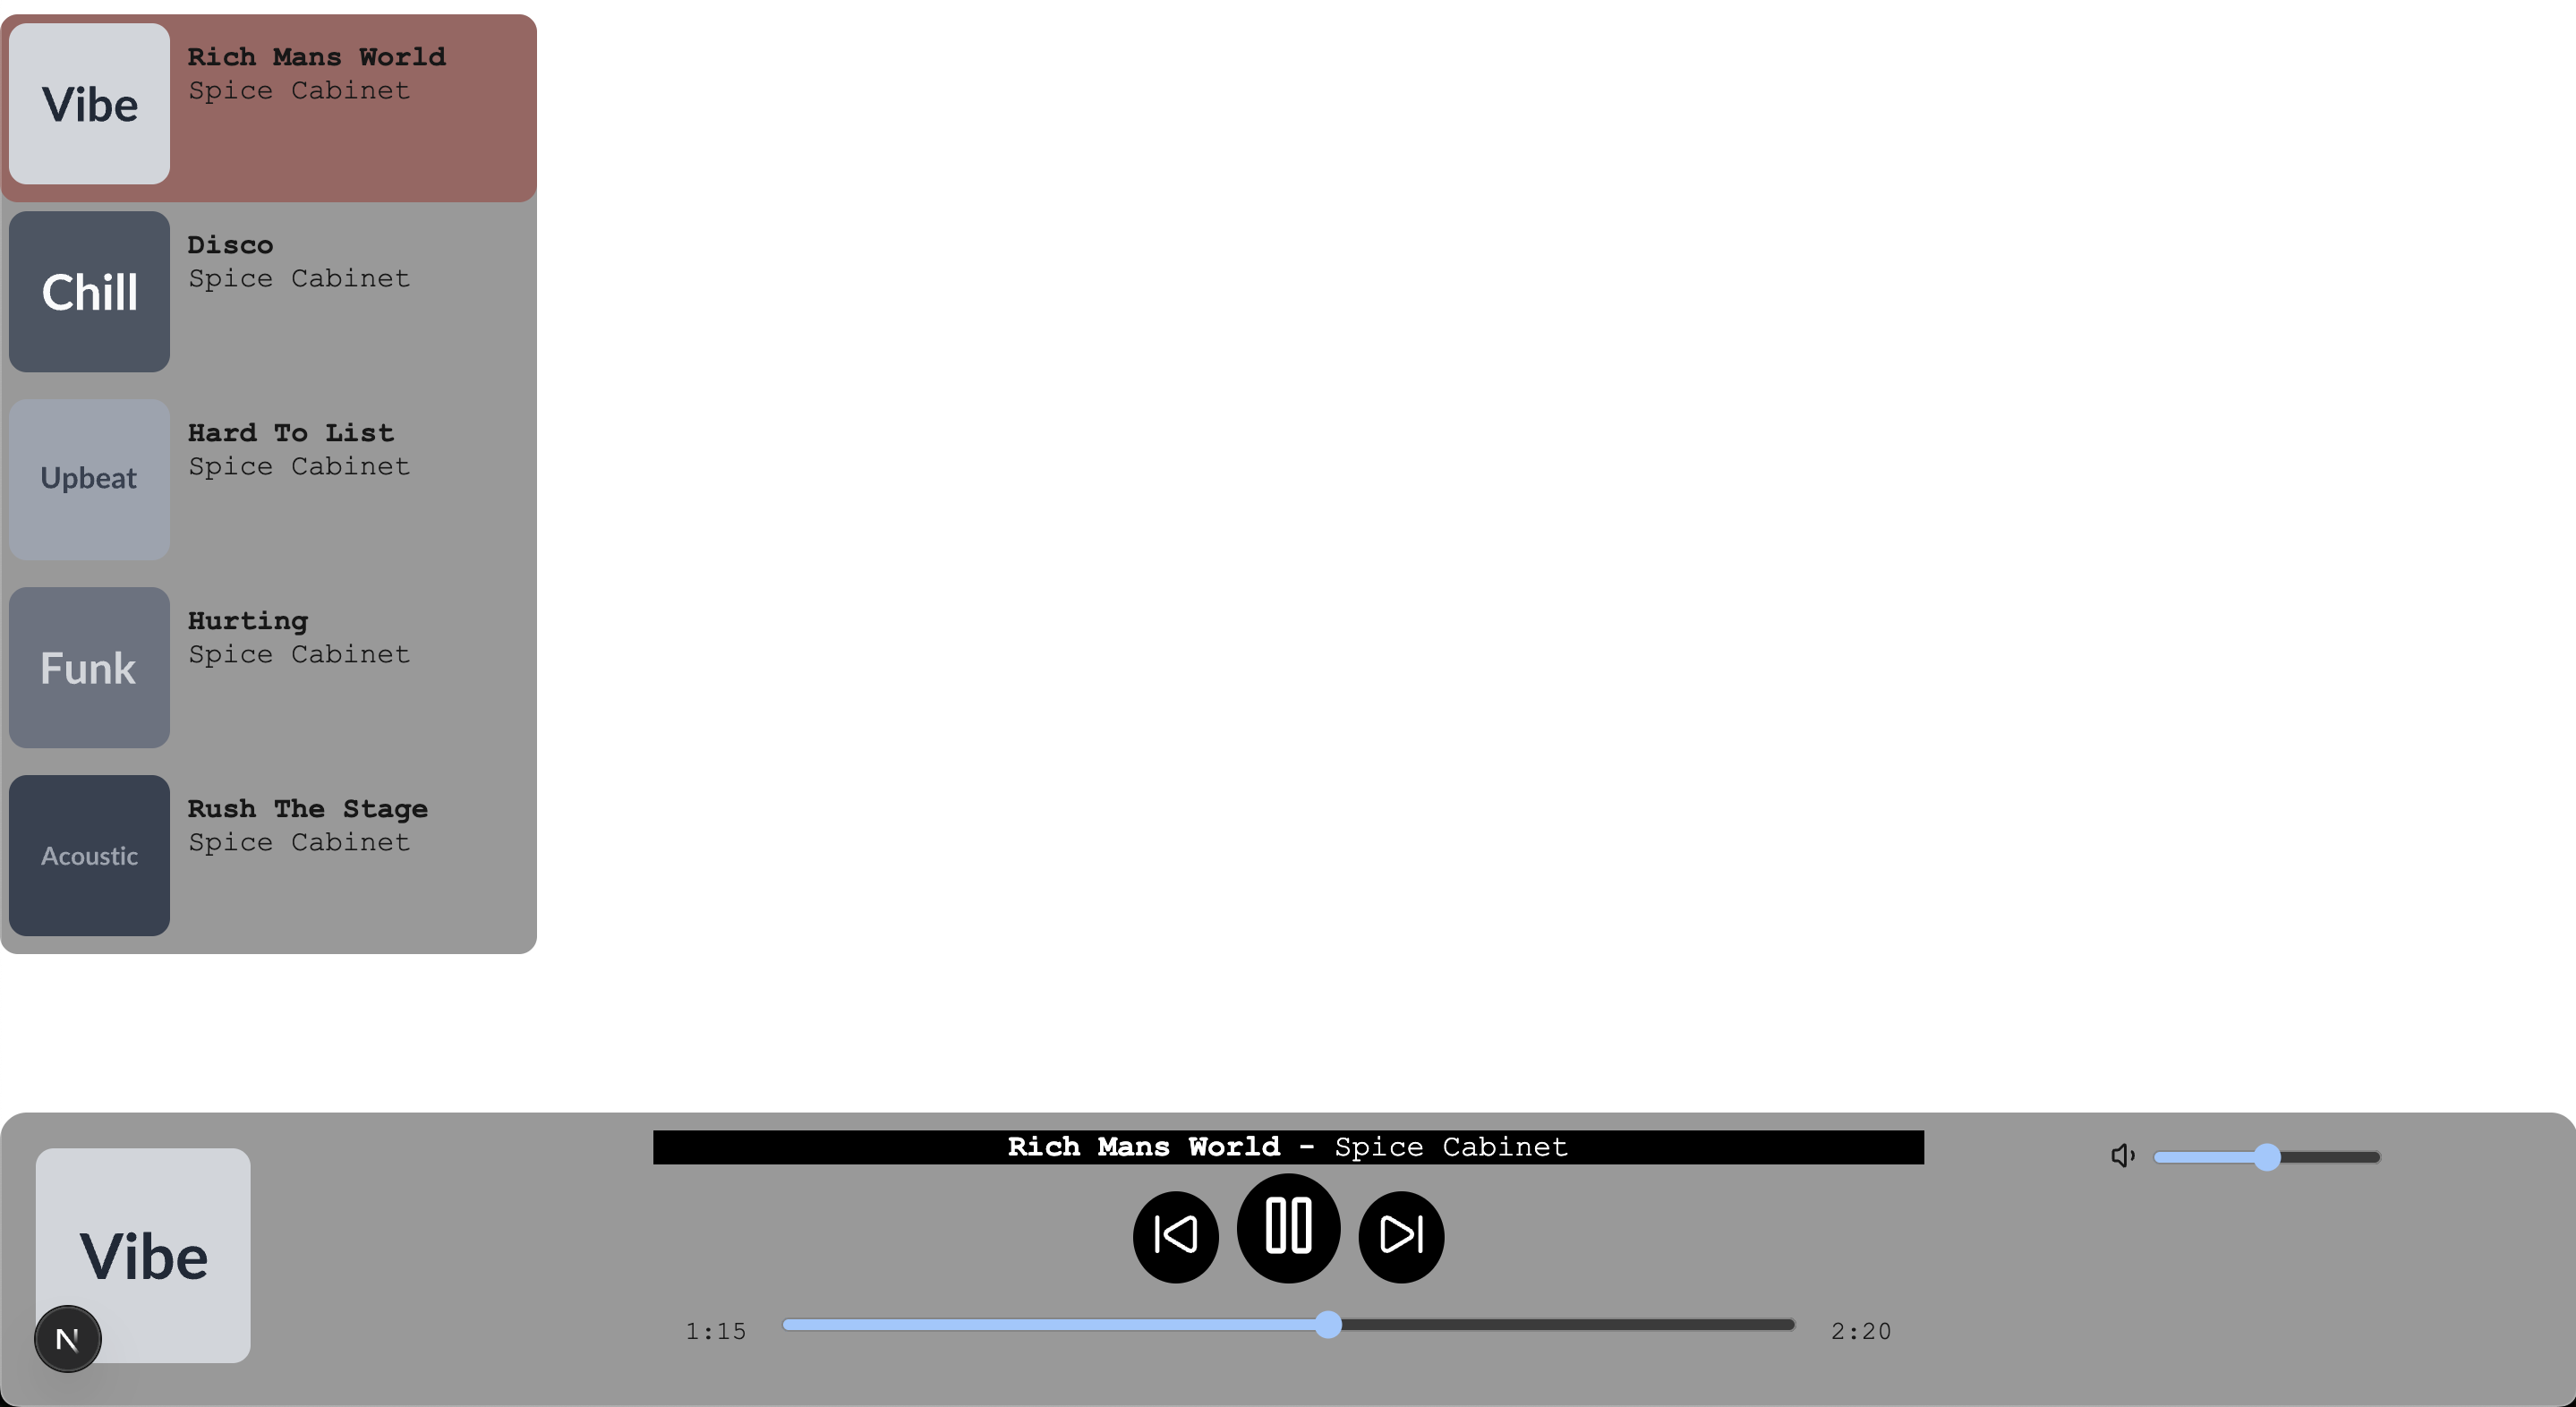 Vibe
Rich Mans World
Spice Cabinet
Chill
Disco
Spice Cabinet
Upbeat
Hard To List
Spice Cabinet
Funk
Hurting
Spice Cabinet
Acoustic
Rush The Stage
Spice Cabinet
Vibe
N
Rich Mans World - Spice Cabinet
1:15
2:20